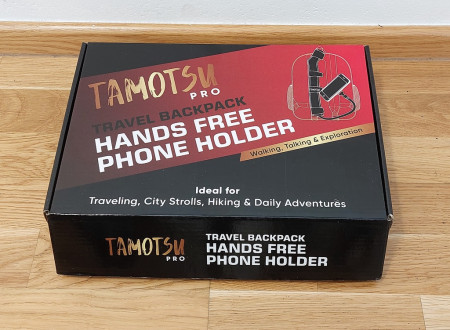 TAMOTSU
PRO
TRAVEL BACKPACK
HANDS FREE
PHONE HOLDER
Walking, Talking & Exploration
Ideal for
Traveling, City Strolls, Hiking & Daily Adventures
TAMOTSU
PRO
TRAVEL BACKPACK
HANDS FREE
PHONE HOLDER